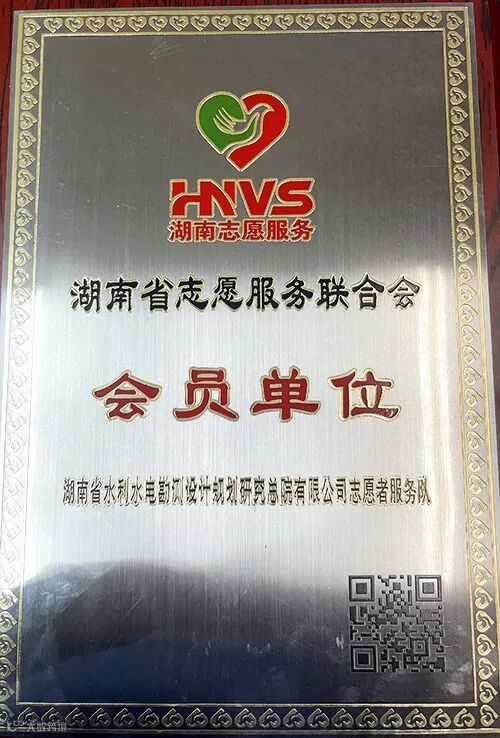 HNVS
湖南志愿服务
湖南省志愿服务联合会
会员单位
湖南省水利水电勘测设计规划研究总院有限公司志愿者服务队